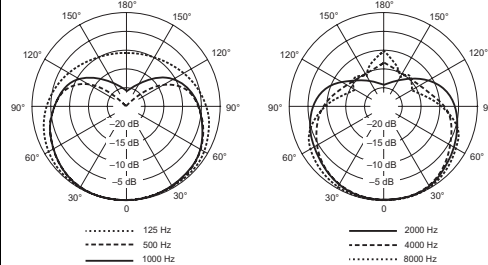 180°
150° 150°
120° 120°
90° 90°
60° 60°
30° 30°
0
–20 dB
–15 dB
–10 dB
–5 dB
125 Hz
500 Hz
1000 Hz
180°
150° 150°
120° 120°
90° 9
60° 60°
30° 30°
0
–20 dB
–15 dB
–10 dB
–5 dB
2000 Hz
4000 Hz
8000 Hz